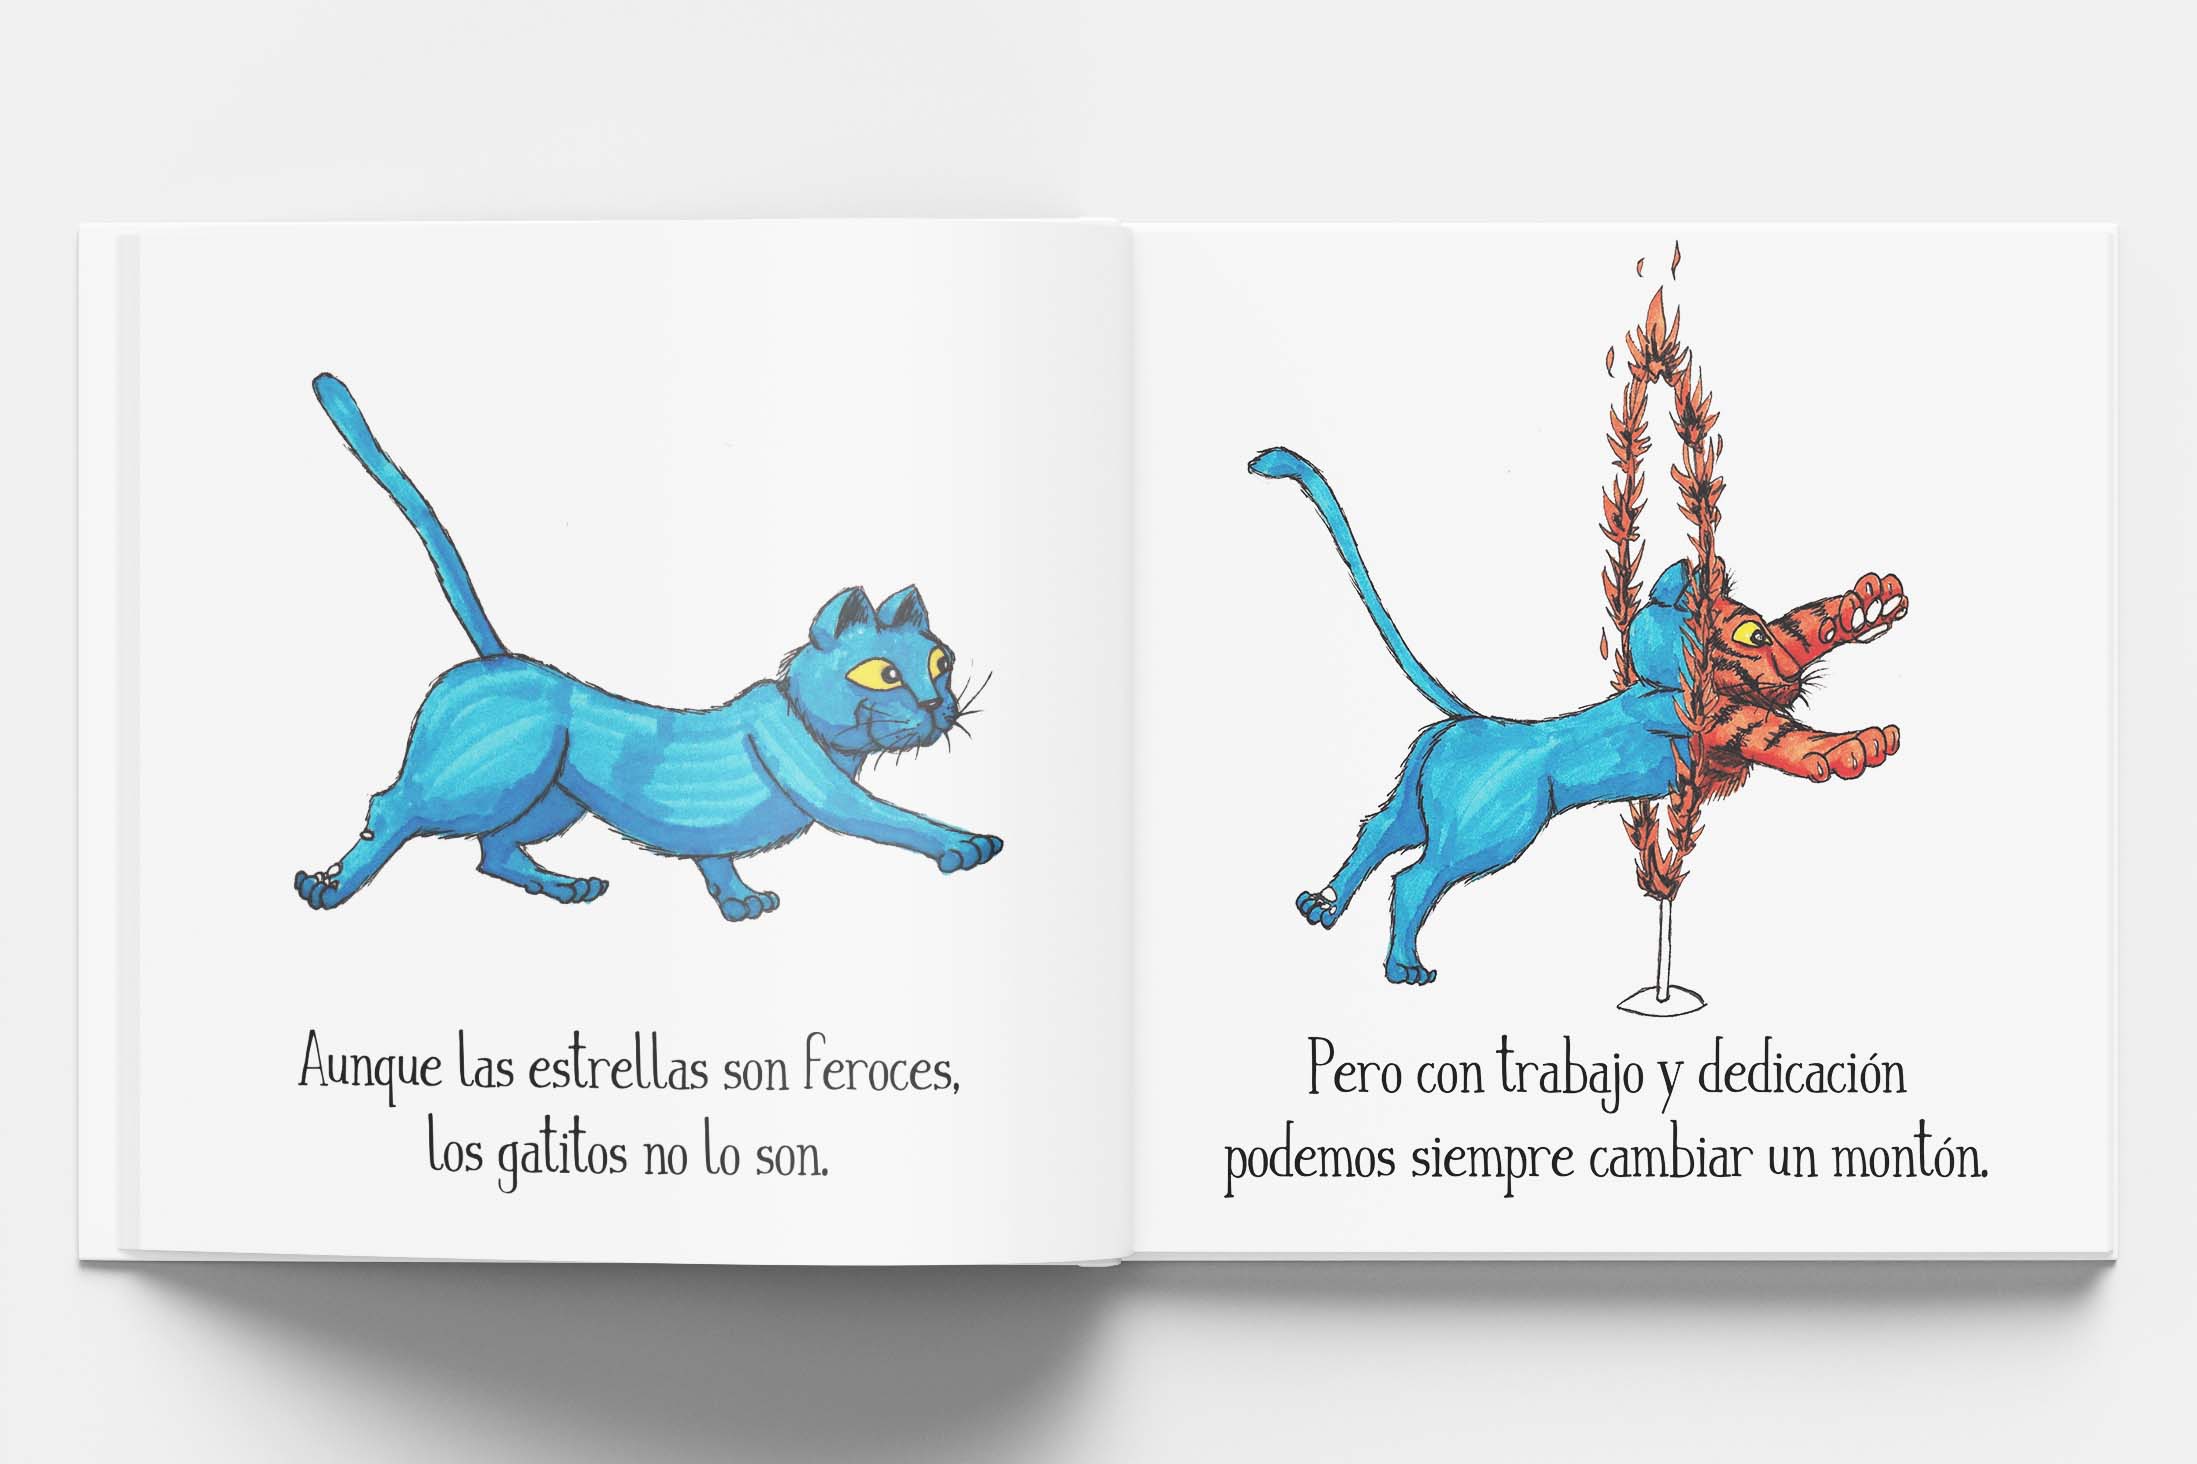 Aunque las estrellas son feroces,
los gatitos no lo son.
Pero con trabajo y dedicación
podemos siempre cambiar un montón.